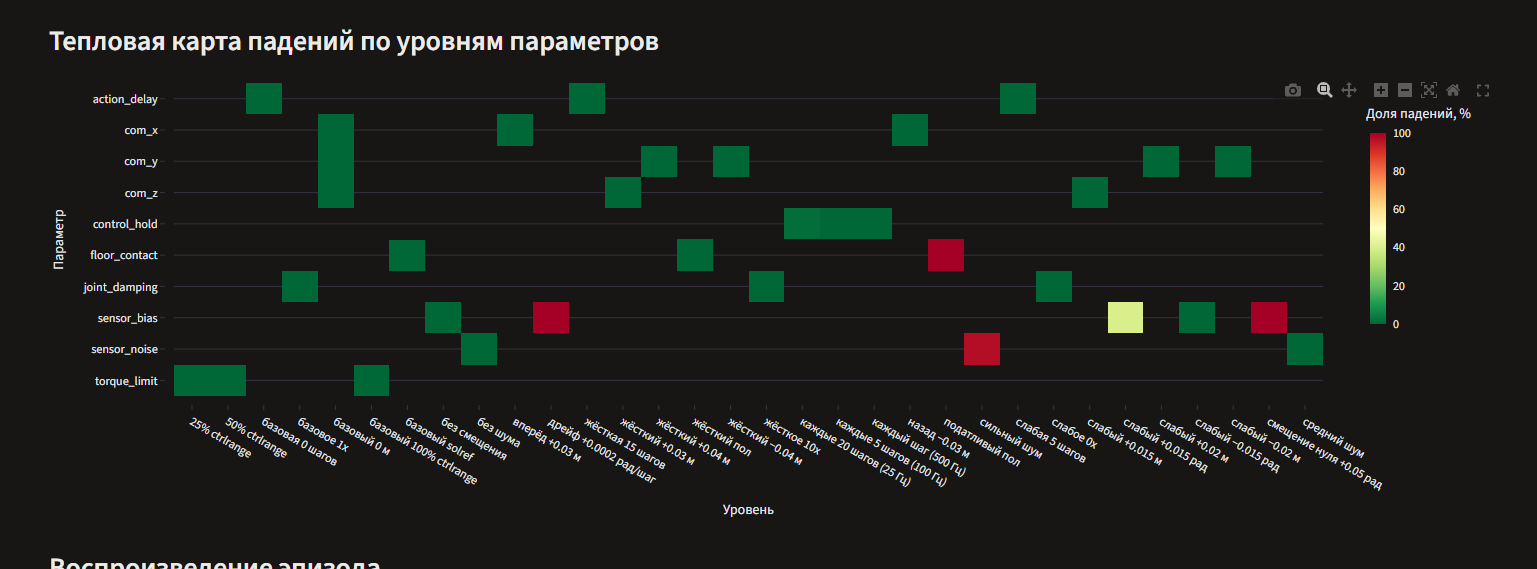 Тепловая карта падений по уровням параметров
action_delay
com_x
com_y
com_z
control_hold
floor_contact
joint_damping
sensor_bias
sensor_noise
torque_limit
Параметр
25% ctrlrange
50% ctrlrange
базовая 0 шагов
базовое 1x
базовый 0 м
базовый 100% ctrlrange
базовый solref
без смещения
без шума
вперёд +0.03 м
дрейф +0.0002 рад/шаг
жёсткая 15 шагов
жёсткий +0.03 м
жёсткий +0.04 м
жёсткий пол
жёсткий −0.04 м
жёсткое 10x
каждые 20 шагов (25 Гц)
каждые 5 шагов (100 Гц)
каждый шаг (500 Гц)
назад −0.03 м
податливый пол
сильный шум
слабая 5 шагов
слабое 0x
слабый +0.015 м
слабый +0.015 рад
слабый +0.02 м
слабый −0.015 рад
слабый −0.02 м
смещение нуля +0.05 рад
средний шум
Уровень
Доля падений, %
100
80
60
40
20
0
Воспроизведение эпизода